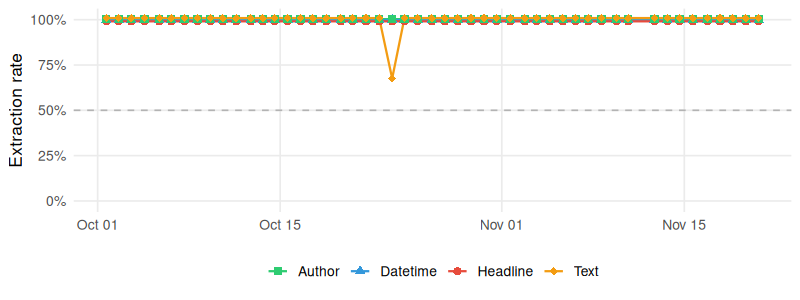 Extraction rate
100%
75%
50%
25%
0%
Oct 01 Oct 15 Nov 01 Nov 15
Author Datetime Headline Text